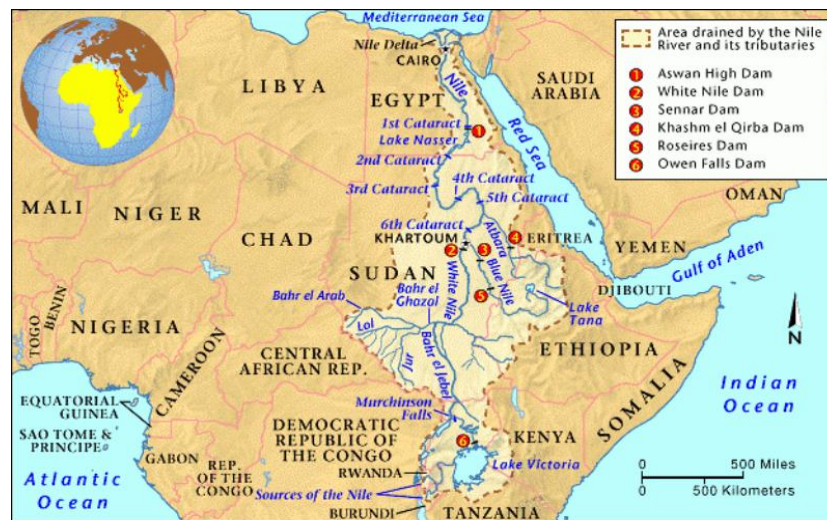 Mediterranean Sea
Nile Delta
CAIRO
LIBYA
EGYPT
Nile
SAUDI
ARABIA
1st Cataract
Lake Nasser
1
Red Sea
2nd Cataract
3rd Cataract
4th Cataract
5th Cataract
OMAN
MALI
NIGER
CHAD
6th Cataract
KHARTOUM
2
3
4
Atbara
ERITREA
YEMEN
SUDAN
White Nile
Blue Nile
5
Gulf of Aden
DJIBOUTI
Bahr el Arab
Bahr el
Ghazal
Lake
Tana
Lol
Jur
Bahr el Jebel
TOGO
BENIN
NIGERIA
CAMEROON
CENTRAL
AFRICAN REP.
ETHIOPIA
SOMALIA
Indian
Ocean
N
EQUATORIAL
GUINEA
SAO TOME &
PRINCIPE
GABON
REP.
OF THE
CONGO
DEMOCRATIC
REPUBLIC OF
THE CONGO
Murchinson
Falls
6
KENYA
Lake Victoria
RWANDA
Sources of the Nile
BURUNDI
TANZANIA
Atlantic
Ocean
0 500 Miles
0 500 Kilometers
Area drained by the Nile
River and its tributaries
1 Aswan High Dam
2 White Nile Dam
3 Sennar Dam
4 Khashm el Qirba Dam
5 Roseires Dam
6 Owen Falls Dam